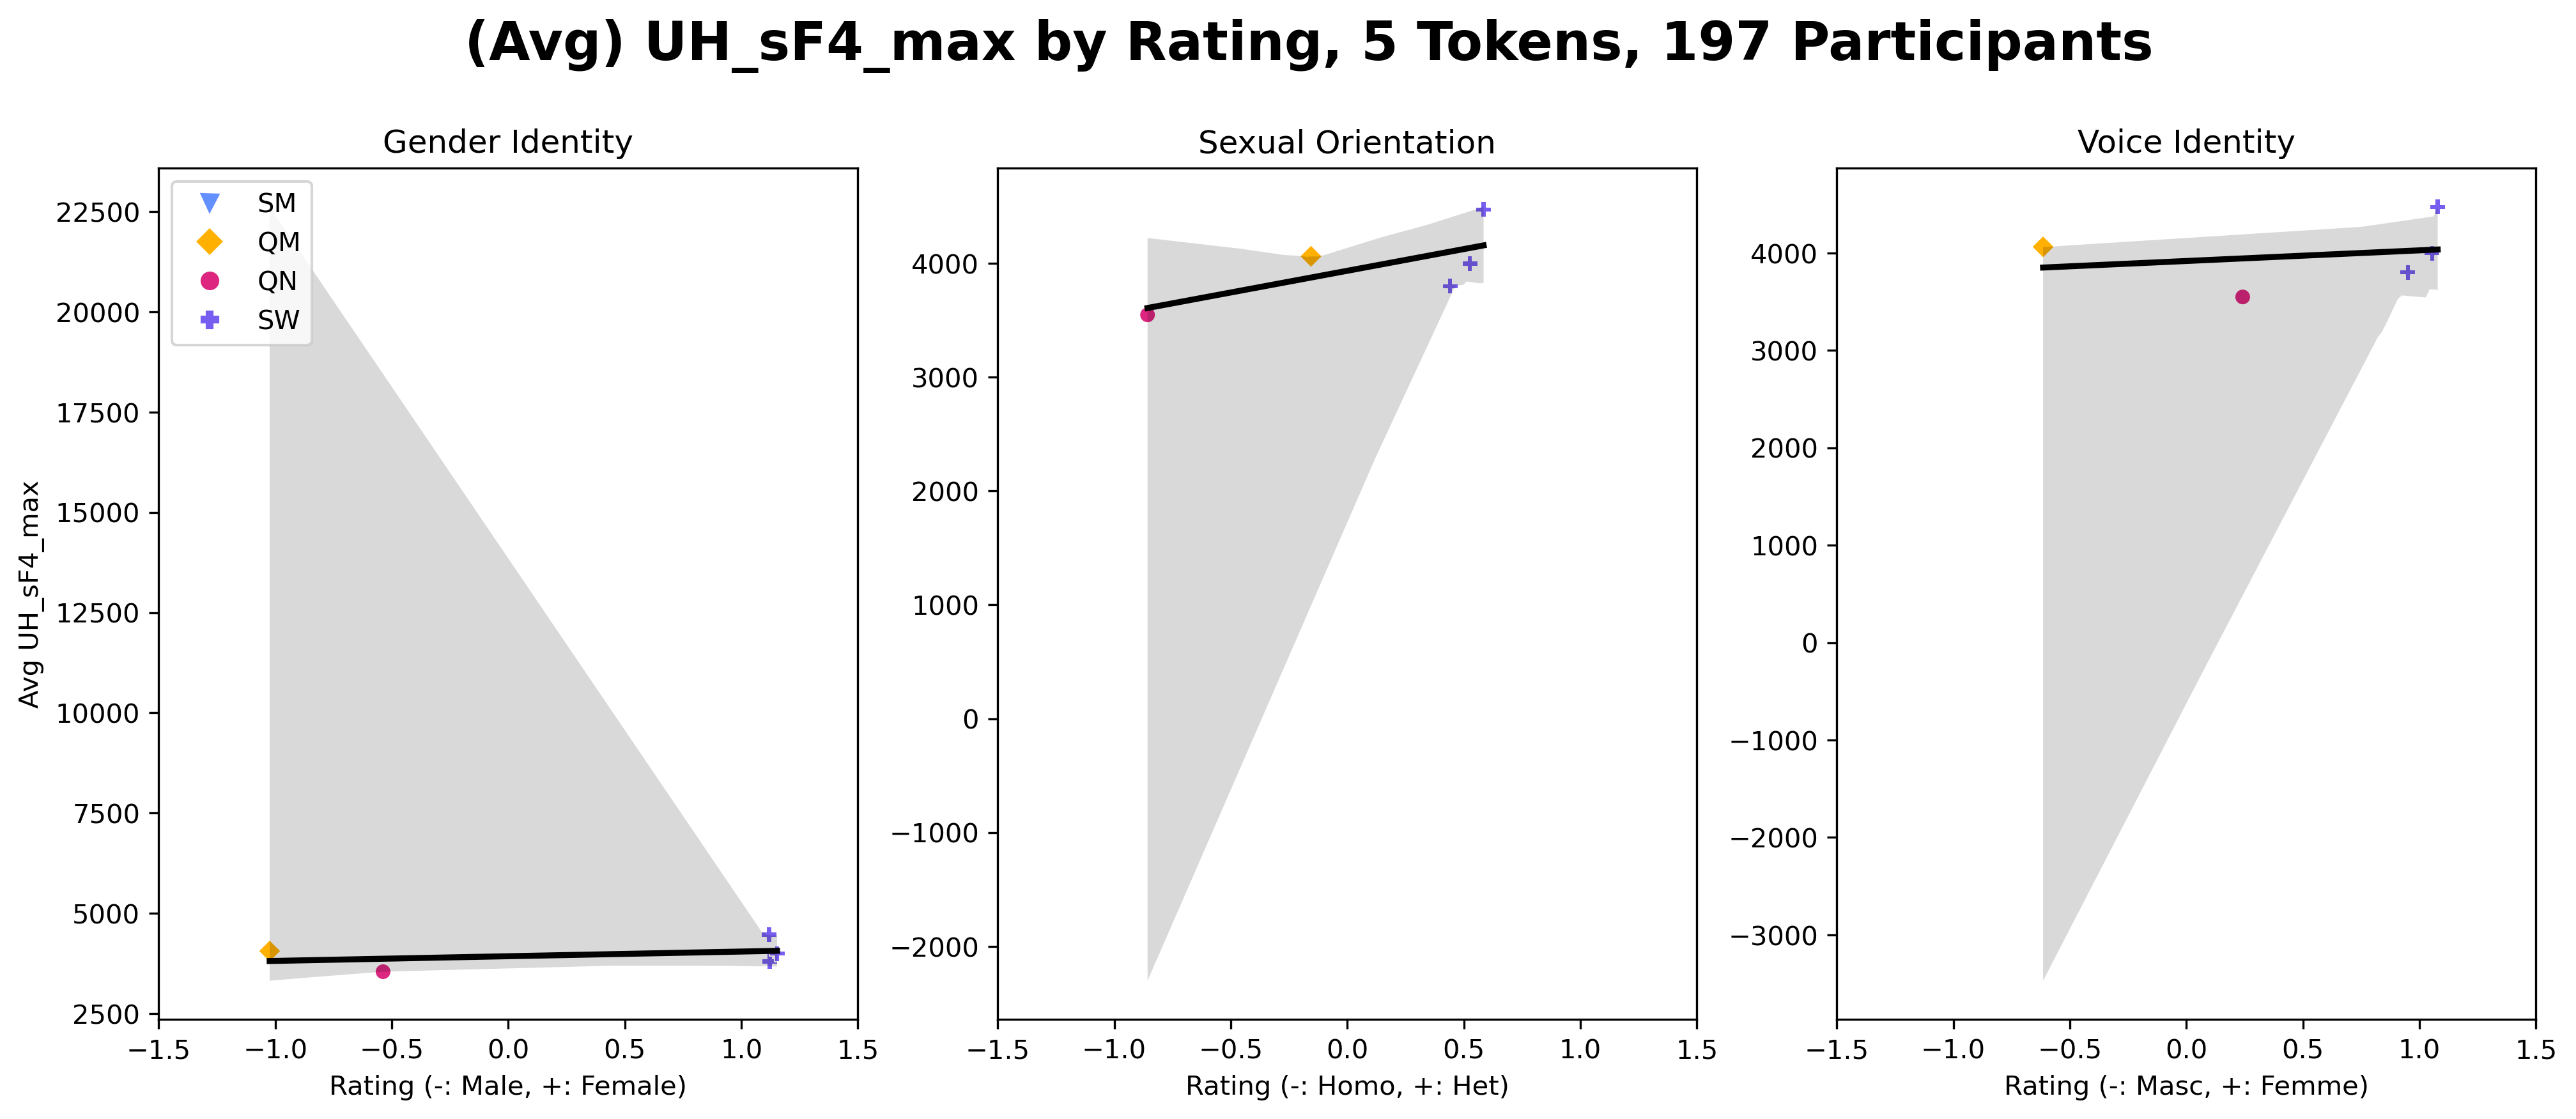 (Avg) UH_sF4_max by Rating, 5 Tokens, 197 Participants
Gender Identity
Sexual Orientation
Voice Identity
SM
QM
QN
SW
Avg UH_sF4_max
22500
20000
17500
15000
12500
10000
7500
5000
2500
−1.5 −1.0 −0.5 0.0 0.5 1.0 1.5
Rating (-: Male, +: Female)
4000
3000
2000
1000
0
−1000
−2000
−1.5 −1.0 −0.5 0.0 0.5 1.0 1.5
Rating (-: Homo, +: Het)
4000
3000
2000
1000
0
−1000
−2000
−3000
−1.5 −1.0 −0.5 0.0 0.5 1.0 1.5
Rating (-: Masc, +: Femme)